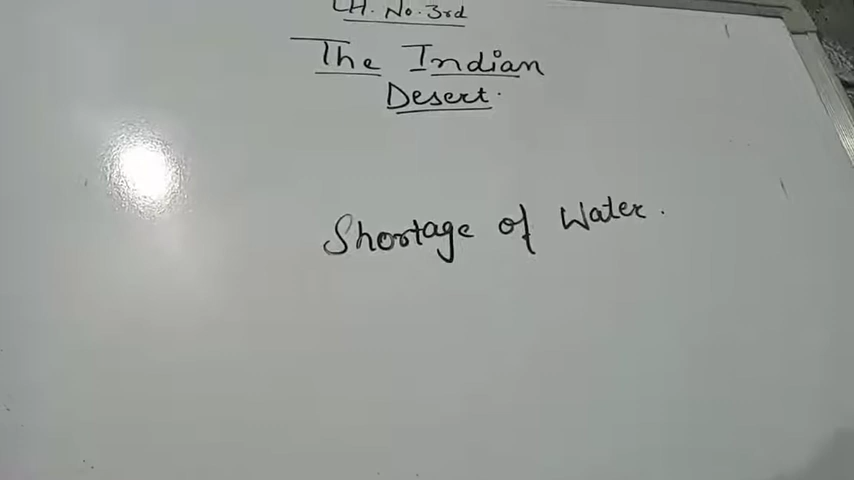 CH. No. 3rd
The Indian
Desert.
Shortage of Water.